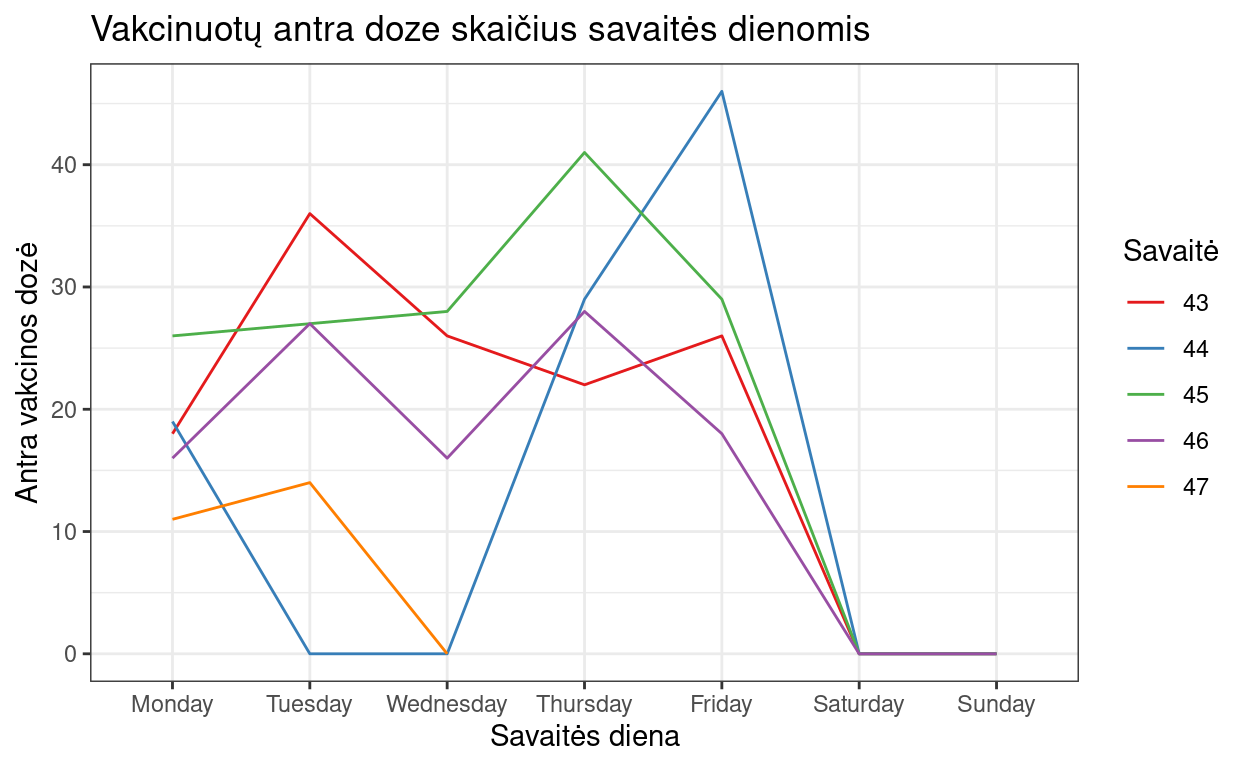 Vakcinuotų antra doze skaičius savaitės dienomis
Antra vakcinos dozė
40
30
20
10
0
Monday Tuesday Wednesday Thursday Friday Saturday Sunday
Savaitės diena
Savaitė
43
44
45
46
47